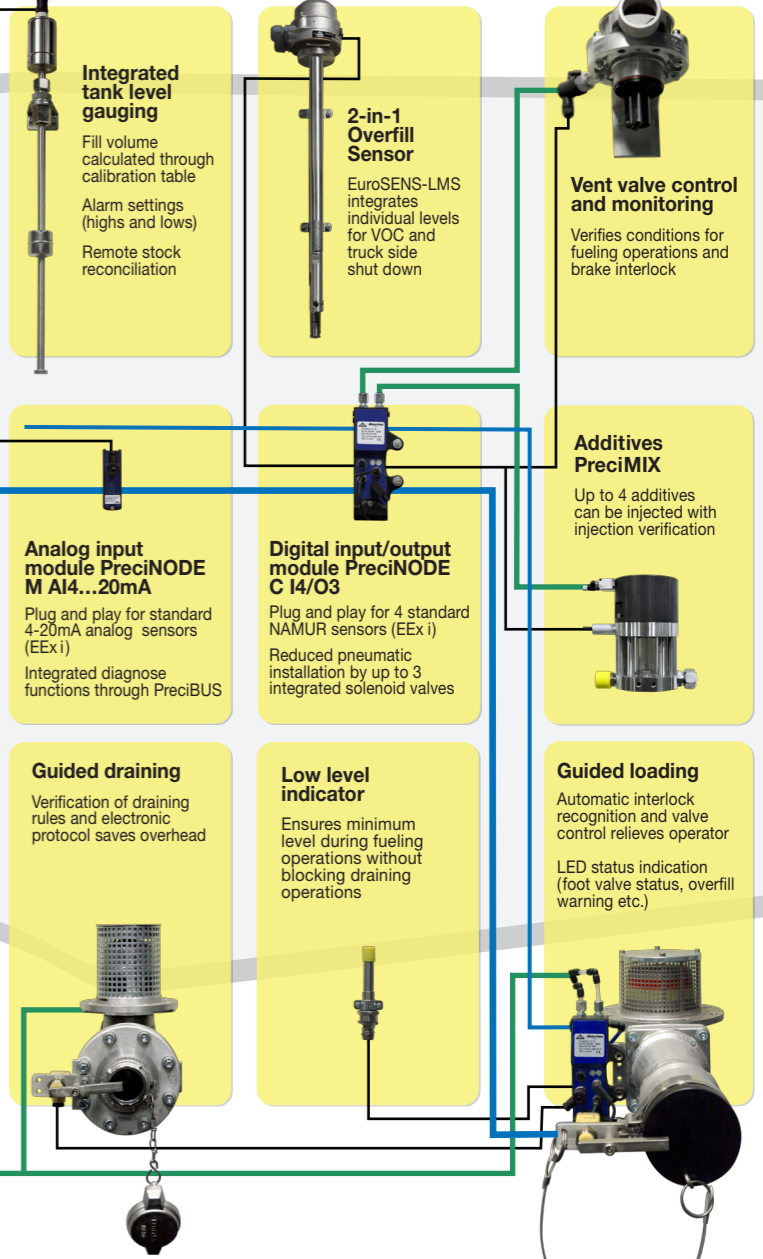 Integrated
tank level
gauging
Fill volume
calculated through
calibration table
Alarm settings
(highs and lows)
Remote stock
reconciliation
2-in-1
Overfill
Sensor
EuroSENS-LMS
integrates
individual levels
for VOC and
truck side
shut down
Vent valve control
and monitoring
Verifies conditions for
fueling operations and
brake interlock
Analog input
module PreciNODE
M AI4...20mA
Plug and play for standard
4-20mA analog sensors
(EEx i)
Integrated diagnose
functions through PreciBUS
Digital input/output
module PreciNODE
C I4/O3
Plug and play for 4 standard
NAMUR sensors (EEx i)
Reduced pneumatic
installation by up to 3
integrated solenoid valves
Additives
PreciMIX
Up to 4 additives
can be injected with
injection verification
Guided draining
Verification of draining
rules and electronic
protocol saves overhead
Low level
indicator
Ensures minimum
level during fueling
operations without
blocking draining
operations
Guided loading
Automatic interlock
recognition and valve
control relieves operator
LED status indication
(foot valve status, overfill
warning etc.)